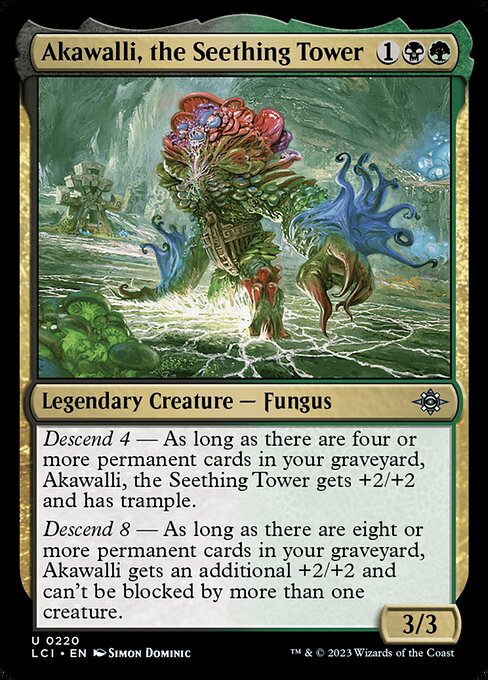 Akawalli, the Seething Tower 1
Legendary Creature — Fungus
Descend 4 — As long as there are four or
more permanent cards in your graveyard,
Akawalli, the Seething Tower gets +2/+2
and has trample.
Descend 8 — As long as there are eight or
more permanent cards in your graveyard,
Akawalli gets an additional +2/+2 and
can't be blocked by more than one
creature.
3/3
U 0220
LCI • EN Simon Dominic
™ & © 2023 Wizards of the Coast